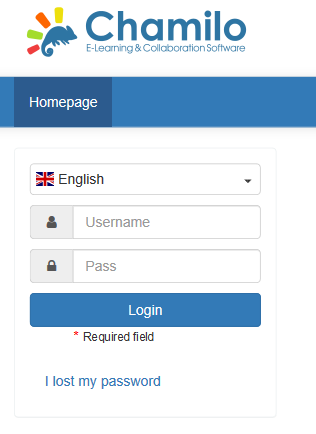 Chamilo
E-Learning & Collaboration Software
Homepage
English
Username
Pass
Login
* Required field
I lost my password